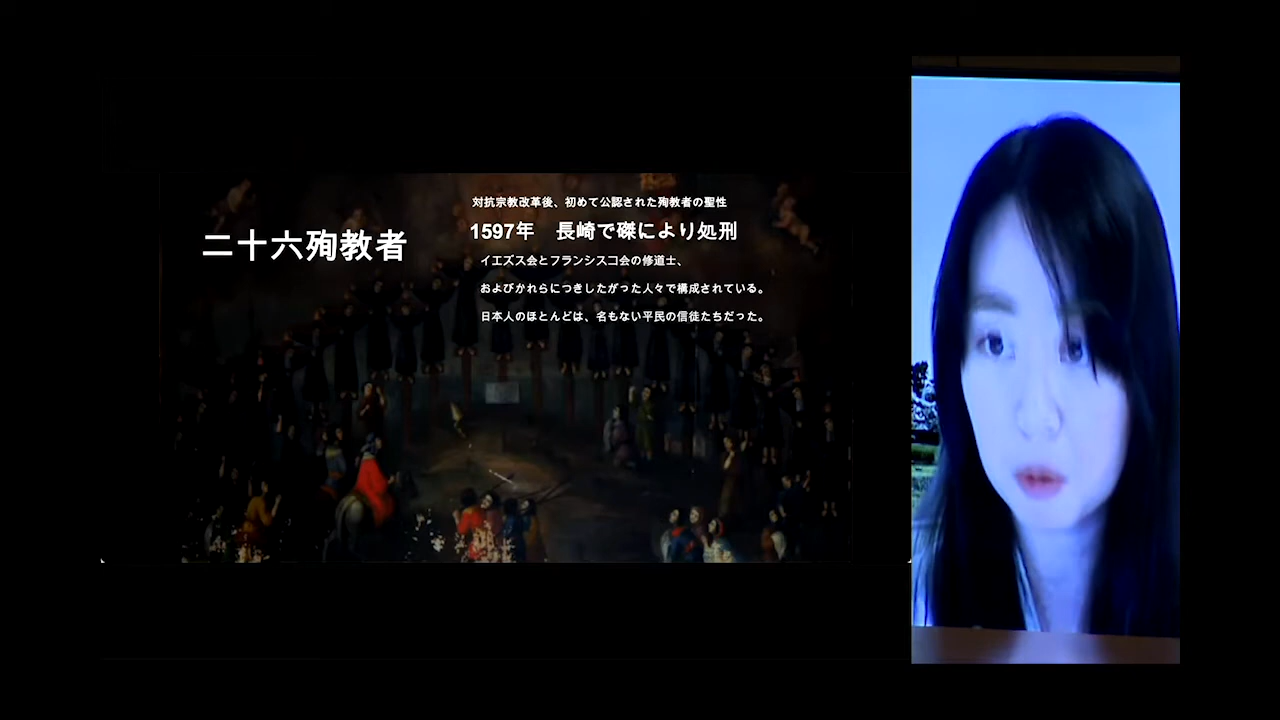 二十六殉教者
対抗宗教改革後、初めて公認された殉教者の聖性
1597年　長崎で磔により処刑
イエズス会とフランシスコ会の修道士、
およびかれらにつきしたがった人々で構成されている。
日本人のほとんどは、名もない平民の信徒たちだった。